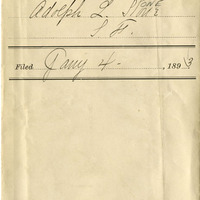 Adolph L. Stone
S. F.
Filed Jany 4 - , 1893